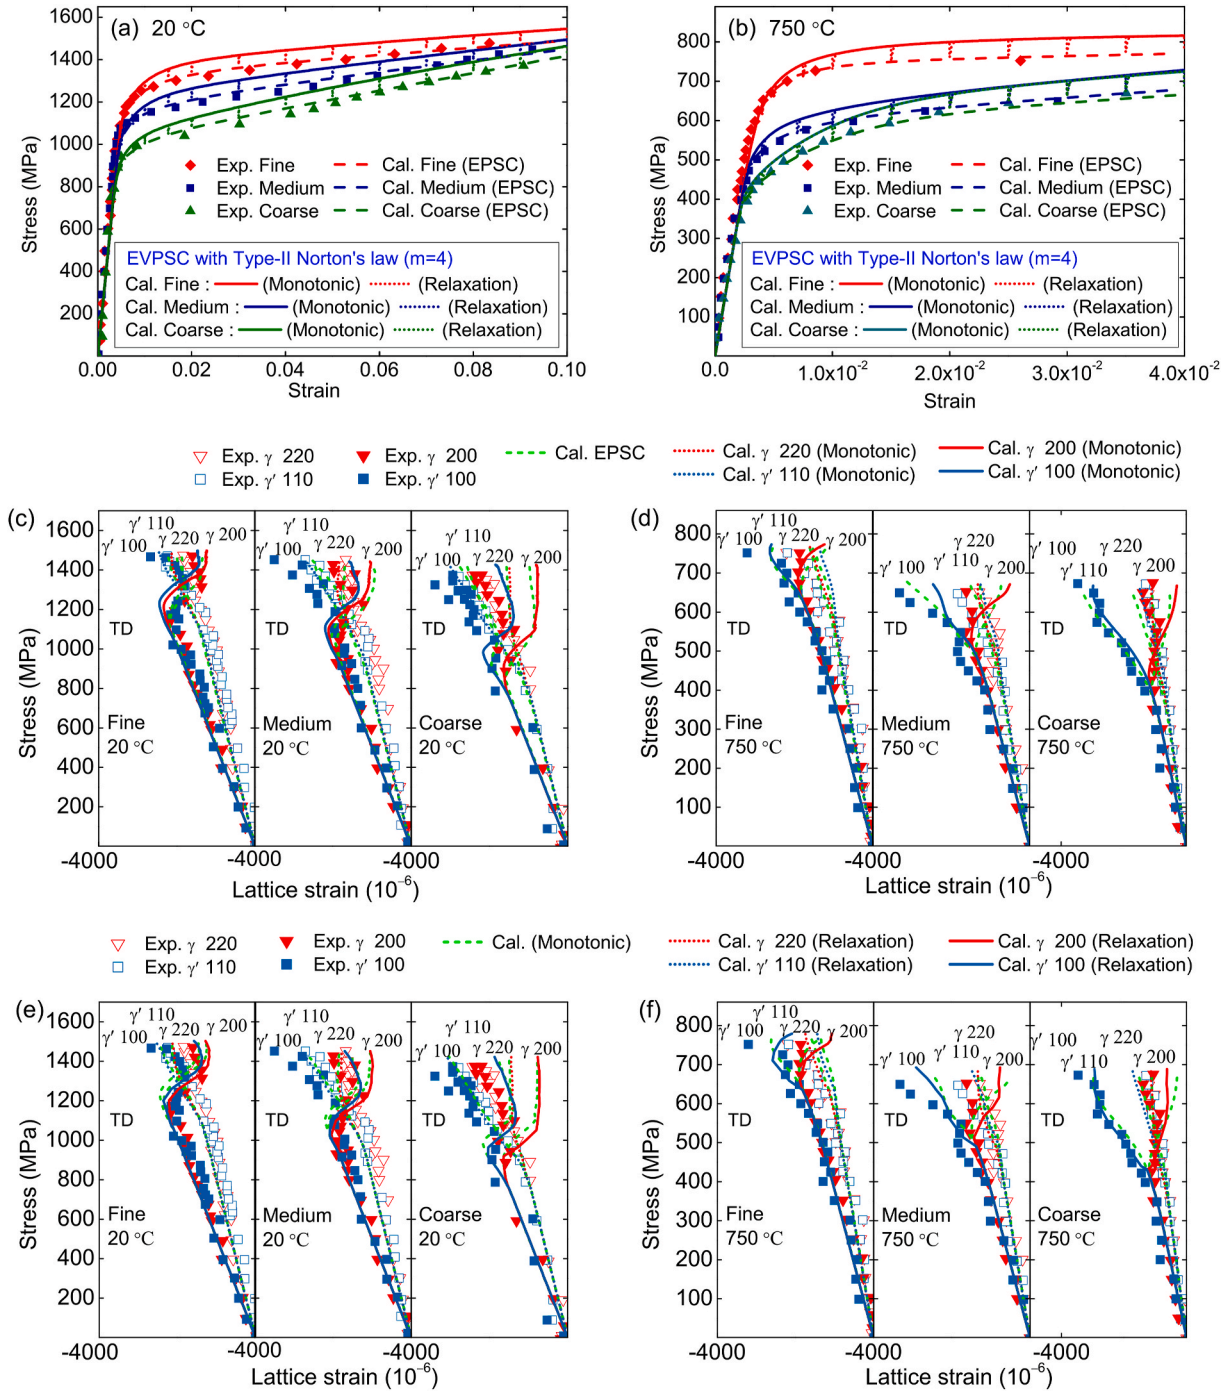 (a) 20 °C
Stress (MPa)
1600
1400
1200
1000
800
600
400
200
Exp. Fine
Exp. Medium
Exp. Coarse
Cal. Fine (EPSC)
Cal. Medium (EPSC)
Cal. Coarse (EPSC)
EVPSC with Type-II Norton's law (m=4)
Cal. Fine : (Monotonic) (Relaxation)
Cal. Medium : (Monotonic) (Relaxation)
Cal. Coarse : (Monotonic) (Relaxation)
0.00 0.02 0.04 0.06 0.08 0.10
Strain
(b) 750 °C
Stress (MPa)
800
700
600
500
400
300
200
100
Exp. Fine
Exp. Medium
Exp. Coarse
Cal. Fine (EPSC)
Cal. Medium (EPSC)
Cal. Coarse (EPSC)
EVPSC with Type-II Norton's law (m=4)
Cal. Fine : (Monotonic) (Relaxation)
Cal. Medium : (Monotonic) (Relaxation)
Cal. Coarse : (Monotonic) (Relaxation)
0.0 1.0x10⁻² 2.0x10⁻² 3.0x10⁻² 4.0x10⁻²
Strain
Exp. γ 220 Exp. γ 200 Cal. EPSC Cal. γ 220 (Monotonic) Cal. γ 200 (Monotonic)
Exp. γ' 110 Exp. γ' 100 Cal. γ' 110 (Monotonic) Cal. γ' 100 (Monotonic)
(c)
Stress (MPa)
1600
1400
1200
1000
800
600
400
200
γ' 110
γ' 100
γ 220
γ 200
TD
Fine
20 °C
γ' 110
γ' 100
γ 220
γ 200
TD
Medium
20 °C
γ' 110
γ' 100
γ 220
γ 200
TD
Coarse
20 °C
-4000 -4000 -4000
Lattice strain (10⁻⁶)
(d)
Stress (MPa)
800
700
600
500
400
300
200
100
γ' 110
γ' 100
γ 220
γ 200
TD
Fine
750 °C
γ 220
γ' 100
γ' 110
γ 200
TD
Medium
750 °C
γ' 100
γ 220
γ' 110
γ 200
TD
Coarse
750 °C
-4000 -4000 -4000
Lattice strain (10⁻⁶)
Exp. γ 220 Exp. γ 200 Cal. (Monotonic) Cal. γ 220 (Relaxation) Cal. γ 200 (Relaxation)
Exp. γ' 110 Exp. γ' 100 Cal. γ' 110 (Relaxation) Cal. γ' 100 (Relaxation)
(e)
Stress (MPa)
1600
1400
1200
1000
800
600
400
200
γ' 110
γ' 100
γ 220
γ 200
TD
Fine
20 °C
γ' 110
γ' 100
γ 220
γ 200
TD
Medium
20 °C
γ' 110
γ' 100
γ 220
γ 200
TD
Coarse
20 °C
-4000 -4000 -4000
Lattice strain (10⁻⁶)
(f)
Stress (MPa)
800
700
600
500
400
300
200
100
γ' 110
γ' 100
γ 220
γ 200
TD
Fine
750 °C
γ 220
γ' 100
γ' 110
γ 200
TD
Medium
750 °C
γ' 100
γ 220
γ' 110
γ 200
TD
Coarse
750 °C
-4000 -4000 -4000
Lattice strain (10⁻⁶)